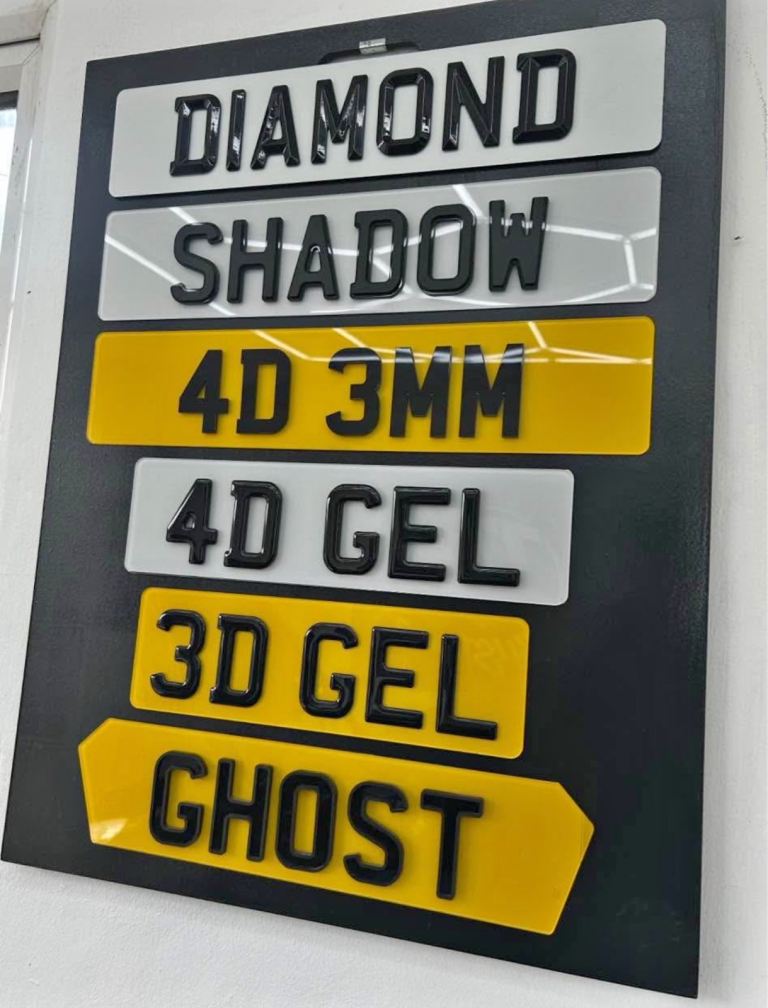 DIAMOND
SHADOW
4D 3MM
4D GEL
3D GEL
GHOST